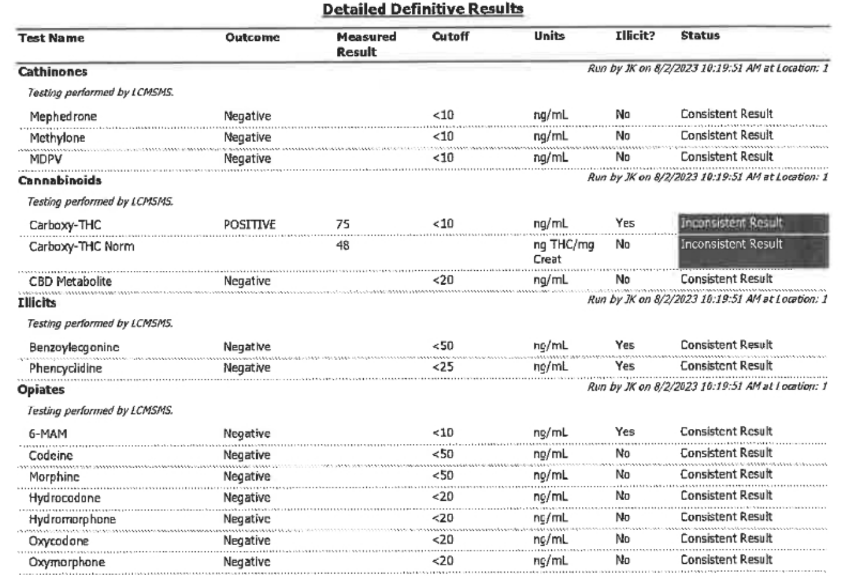 Detailed Definitive Results
Test Name Outcome Measured Result Cutoff Units Illicit? Status
Cathinones Run by JK on 8/2/2023 10:19:51 AM at Location: 1
Testing performed by LCMSMS.
Mephedrone Negative <10 ng/mL No Consistent Result
Methylone Negative <10 ng/mL No Consistent Result
MDPV Negative <10 ng/mL No Consistent Result
Cannabinoids Run by JK on 8/2/2023 10:19:51 AM at Location: 1
Testing performed by LCMSMS.
Carboxy-THC POSITIVE 75 <10 ng/mL Yes Inconsistent Result
Carboxy-THC Norm 48 ng THC/mg Creat No Inconsistent Result
CBD Metabolite Negative <20 ng/mL No Consistent Result
Illicits Run by JK on 8/2/2023 10:19:51 AM at Location: 1
Testing performed by LCMSMS.
Benzoylecgonine Negative <50 ng/mL Yes Consistent Result
Phencyclidine Negative <25 ng/mL Yes Consistent Result
Opiates Run by JK on 8/2/2023 10:19:51 AM at Location: 1
Testing performed by LCMSMS.
6-MAM Negative <10 ng/mL Yes Consistent Result
Codeine Negative <50 ng/mL No Consistent Result
Morphine Negative <50 ng/mL No Consistent Result
Hydrocodone Negative <20 ng/mL No Consistent Result
Hydromorphone Negative <20 ng/mL No Consistent Result
Oxycodone Negative <20 ng/mL No Consistent Result
Oxymorphone Negative <20 ng/mL No Consistent Result